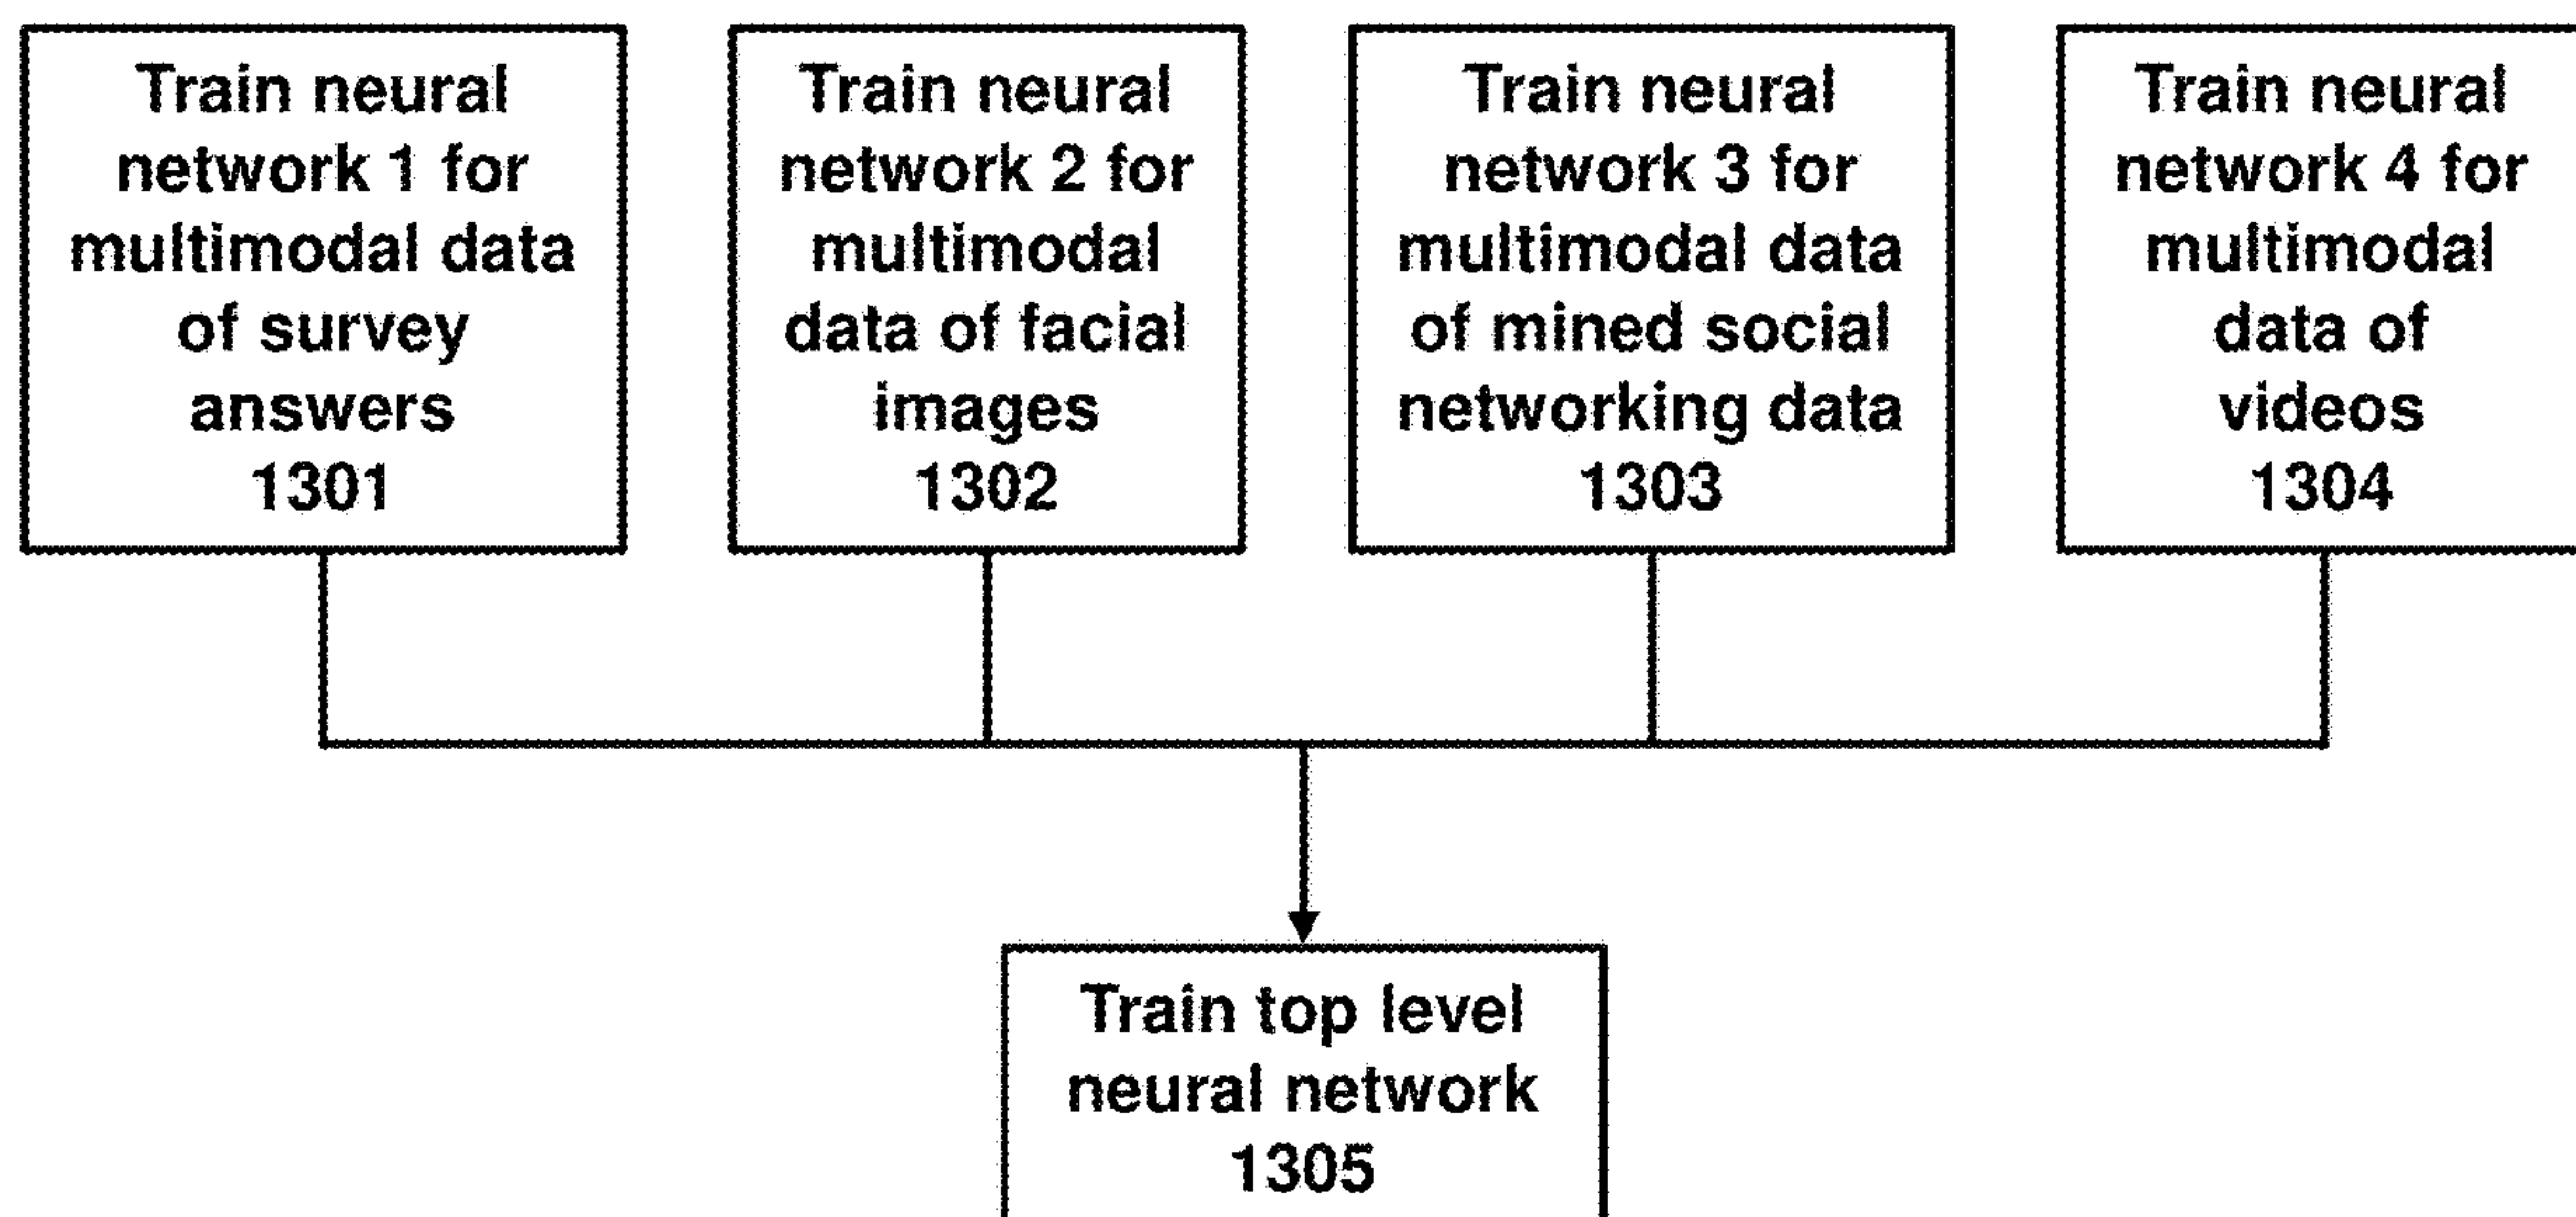 Train neural
network 1 for
multimodal data
of survey
answers
1301
Train neural
network 2 for
multimodal
data of facial
images
1302
Train neural
network 3 for
multimodal data
of mined social
networking data
1303
Train neural
network 4 for
multimodal
data of
videos
1304
Train top level
neural network
1305